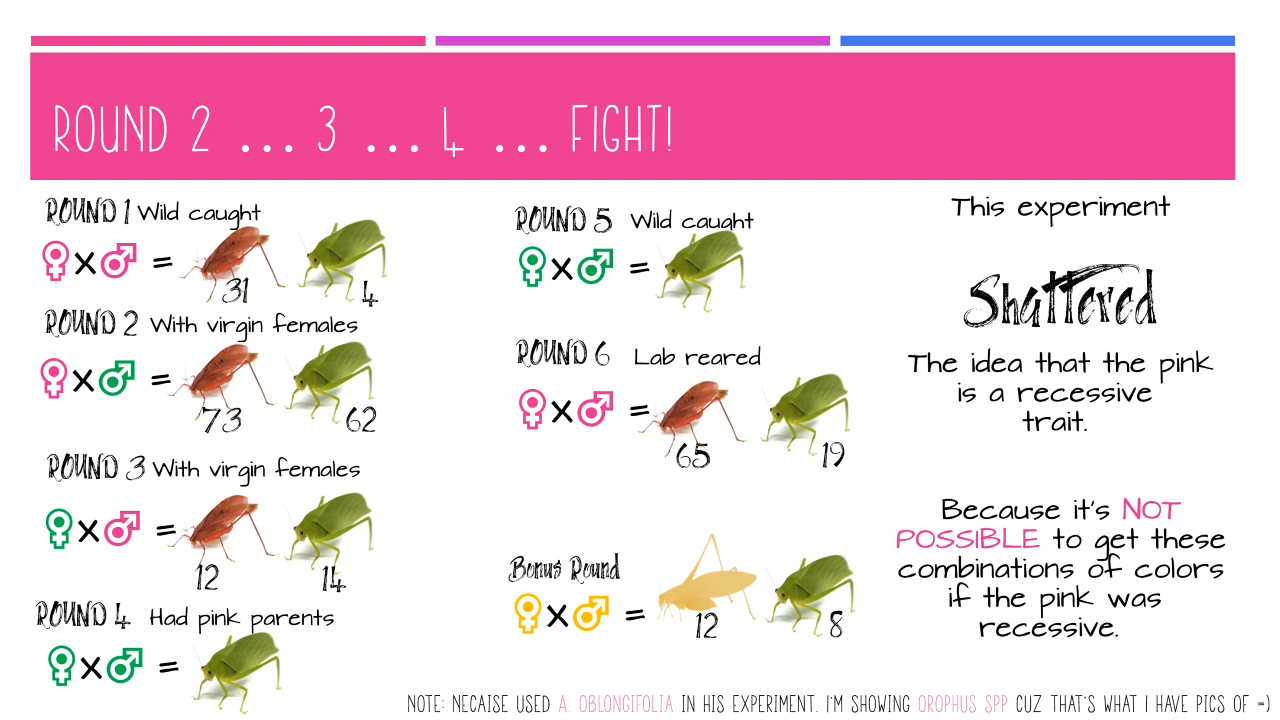 ROUND 2 ... 3 ... 4 ... FIGHT!
ROUND 1 Wild caught
♀ x ♂ =
31 4
ROUND 2 With virgin females
♀ x ♂ =
73 62
ROUND 3 With virgin females
♀ x ♂ =
12 14
ROUND 4 Had pink parents
♀ x ♂ =
ROUND 5 Wild caught
♀ x ♂ =
ROUND 6 Lab reared
♀ x ♂ =
65 19
Bonus Round
♀ x ♂ =
12 8
This experiment
Shattered
The idea that the pink
is a recessive
trait.
Because it's NOT
POSSIBLE to get these
combinations of colors
if the pink was
recessive.
NOTE: NECAISE USED A. OBLONGIFOLIA IN HIS EXPERIMENT. I'M SHOWING OROPHUS SPP CUZ THAT'S WHAT I HAVE PICS OF =)